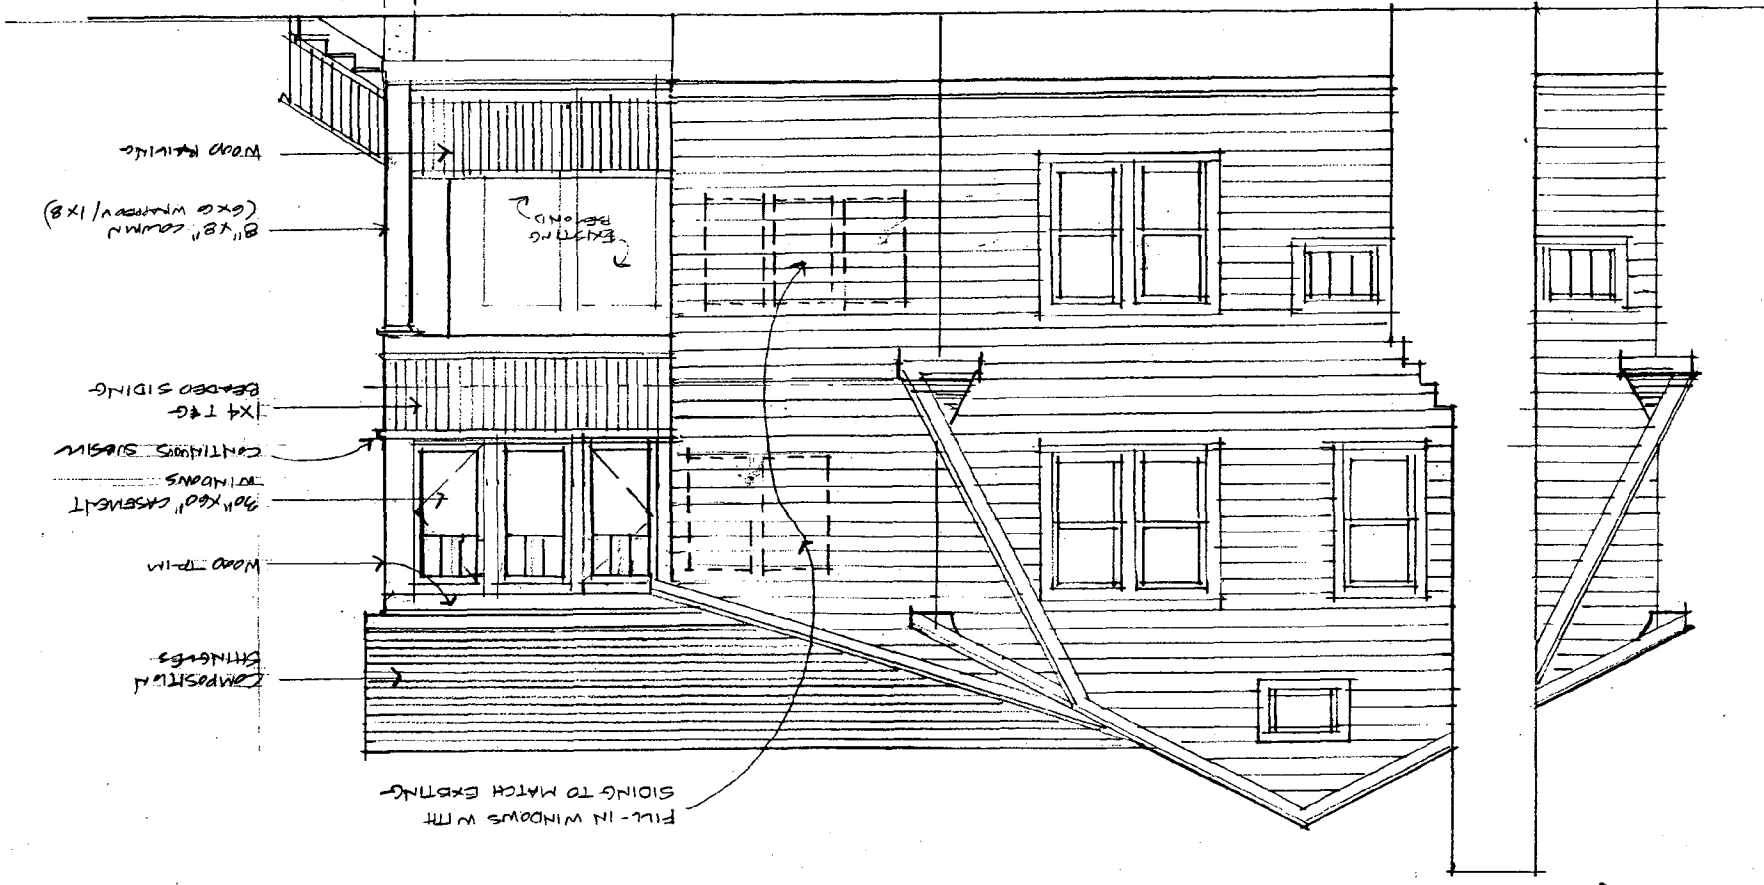 FILL-IN WINDOWS WITH
SIDING TO MATCH EXISTING
COMPOSITION
SHINGLES
WOOD TRIM
30"X60" CASEMENT
WINDOWS
CONTINUOUS SUBSILL
1X4 T&G
BEADED SIDING
8"X8" COLUMN
(6X6 WRAPPED W/ 1X8)
WOOD RAILING
EXISTING
BEYOND